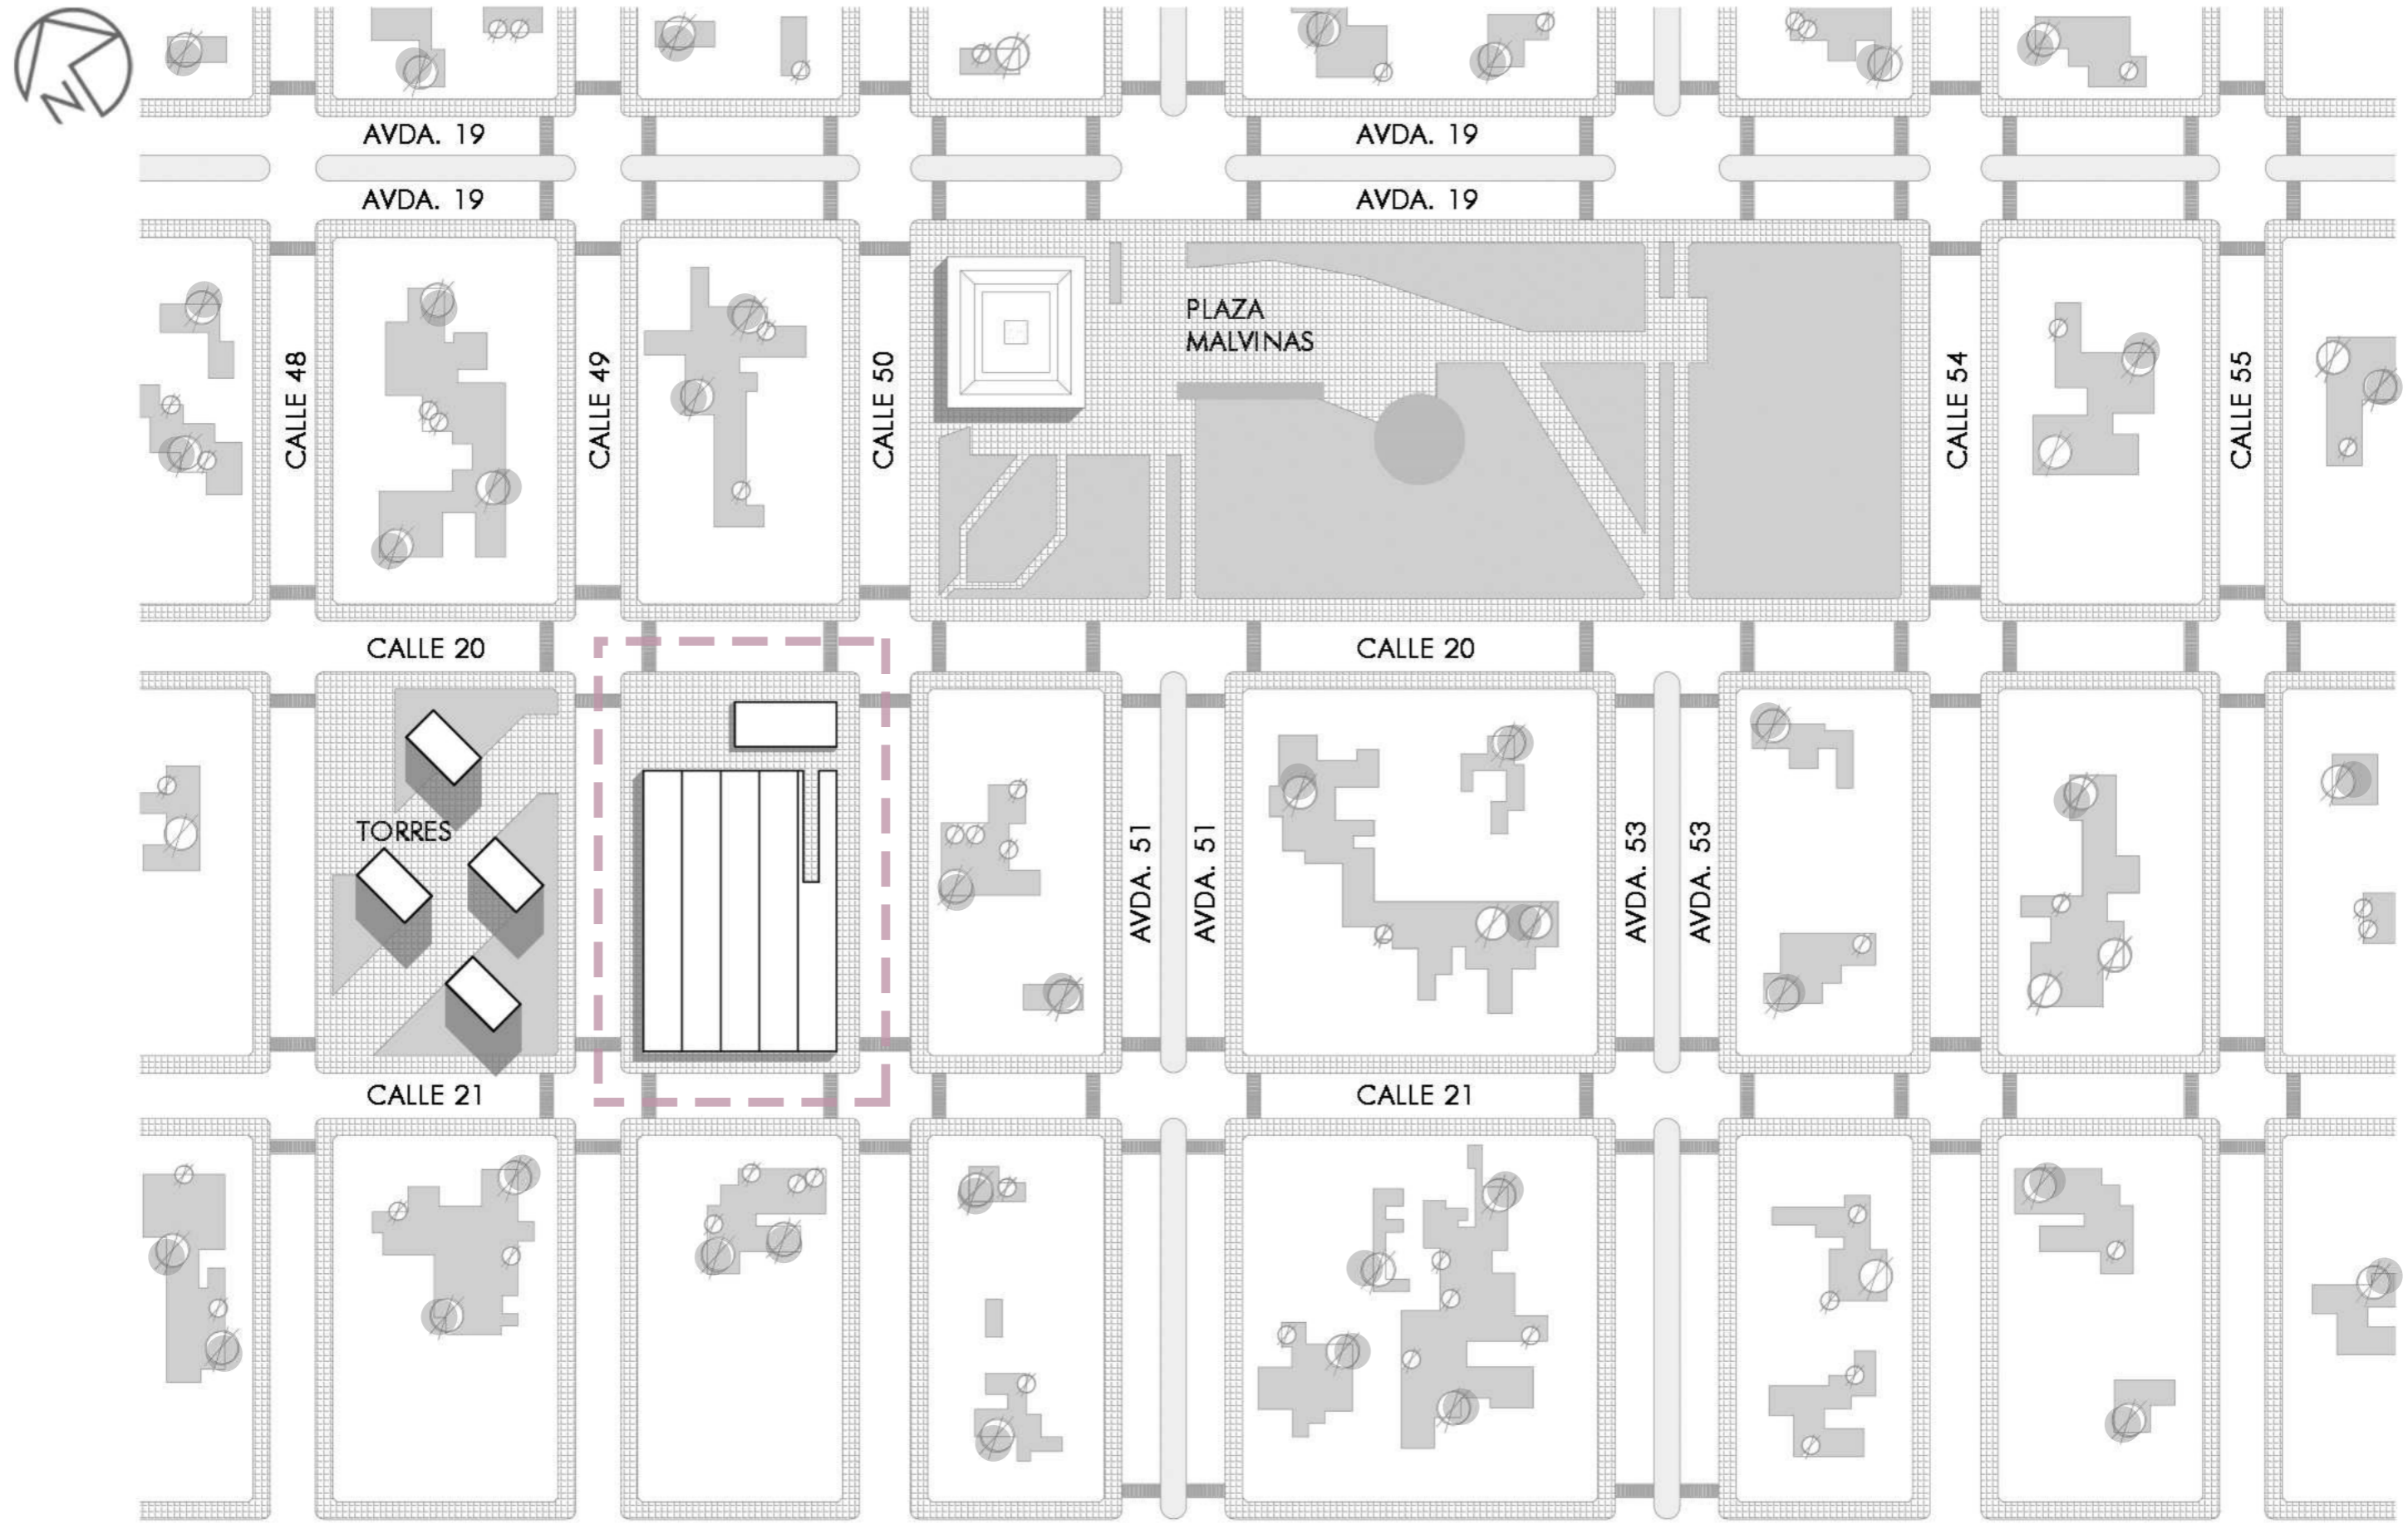 N
AVDA. 19
AVDA. 19
AVDA. 19
AVDA. 19
PLAZA
MALVINAS
CALLE 48
CALLE 49
CALLE 50
CALLE 54
CALLE 55
CALLE 20
CALLE 20
TORRES
AVDA. 51
AVDA. 51
AVDA. 53
AVDA. 53
CALLE 21
CALLE 21